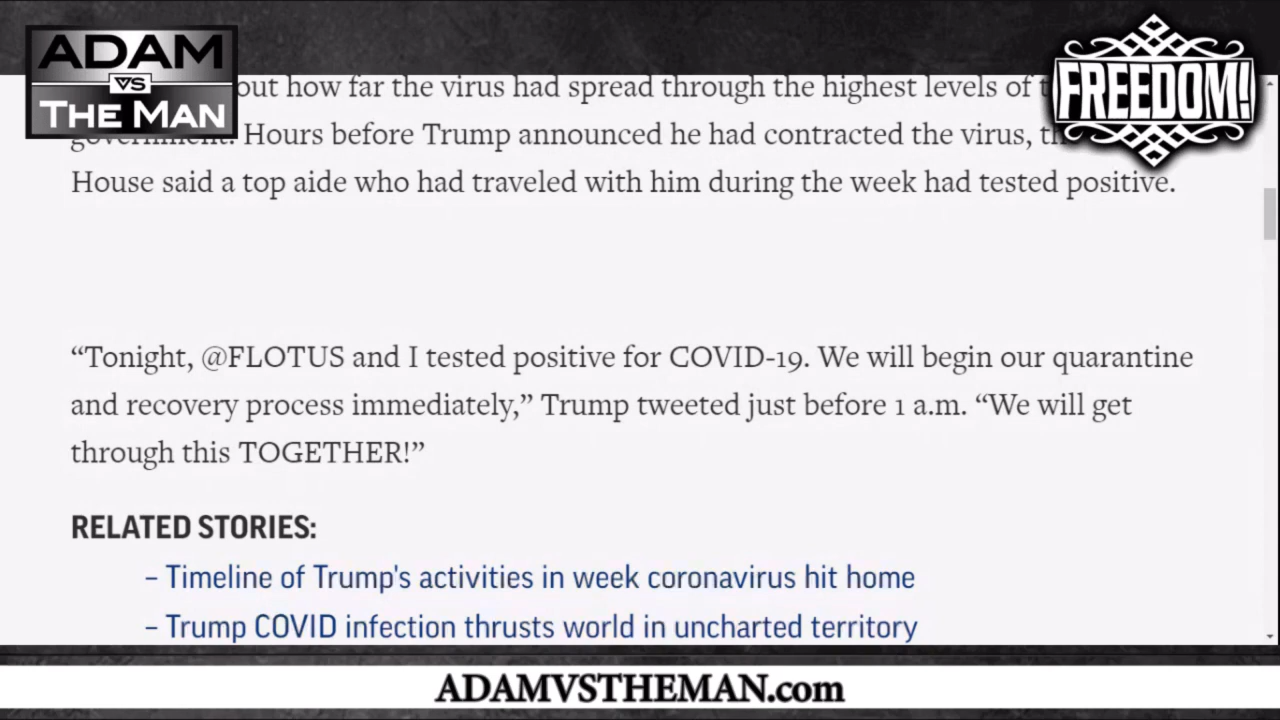 ADAM
VS
THE MAN
FREEDOM!
out how far the virus had spread through the highest levels of
government. Hours before Trump announced he had contracted the virus,
House said a top aide who had traveled with him during the week had tested positive.
“Tonight, @FLOTUS and I tested positive for COVID-19. We will begin our quarantine
and recovery process immediately,” Trump tweeted just before 1 a.m. “We will get
through this TOGETHER!”
RELATED STORIES:
– Timeline of Trump's activities in week coronavirus hit home
– Trump COVID infection thrusts world in uncharted territory
ADAMVSTHEMAN.com